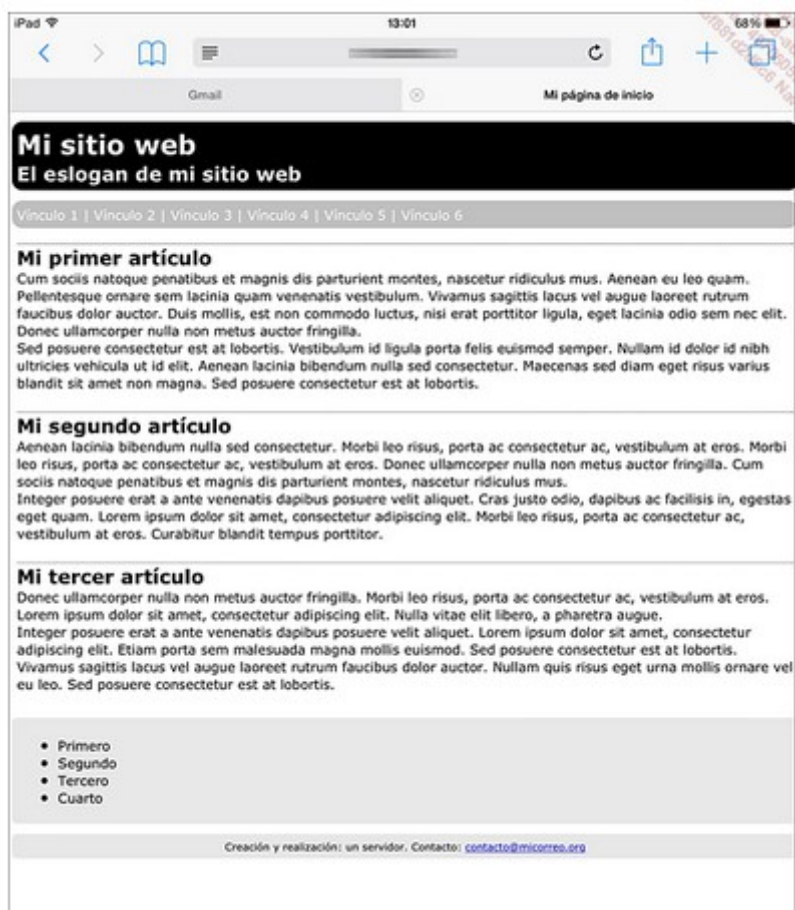 iPad
13:01
68%
Gmail
Mi página de inicio
Mi sitio web
El eslogan de mi sitio web
Vínculo 1 | Vínculo 2 | Vínculo 3 | Vínculo 4 | Vínculo 5 | Vínculo 6
Mi primer artículo
Cum sociis natoque penatibus et magnis dis parturient montes, nascetur ridiculus mus. Aenean eu leo quam.
Pellentesque ornare sem lacinia quam venenatis vestibulum. Vivamus sagittis lacus vel augue laoreet rutrum
faucibus dolor auctor. Duis mollis, est non commodo luctus, nisi erat porttitor ligula, eget lacinia odio sem nec elit.
Donec ullamcorper nulla non metus auctor fringilla.
Sed posuere consectetur est at lobortis. Vestibulum id ligula porta felis euismod semper. Nullam id dolor id nibh
ultricies vehicula ut id elit. Aenean lacinia bibendum nulla sed consectetur. Maecenas sed diam eget risus varius
blandit sit amet non magna. Sed posuere consectetur est at lobortis.
Mi segundo artículo
Aenean lacinia bibendum nulla sed consectetur. Morbi leo risus, porta ac consectetur ac, vestibulum at eros. Morbi
leo risus, porta ac consectetur ac, vestibulum at eros. Donec ullamcorper nulla non metus auctor fringilla. Cum
sociis natoque penatibus et magnis dis parturient montes, nascetur ridiculus mus.
Integer posuere erat a ante venenatis dapibus posuere velit aliquet. Cras justo odio, dapibus ac facilisis in, egestas
eget quam. Lorem ipsum dolor sit amet, consectetur adipiscing elit. Morbi leo risus, porta ac consectetur ac,
vestibulum at eros. Curabitur blandit tempus porttitor.
Mi tercer artículo
Donec ullamcorper nulla non metus auctor fringilla. Morbi leo risus, porta ac consectetur ac, vestibulum at eros.
Lorem ipsum dolor sit amet, consectetur adipiscing elit. Nulla vitae elit libero, a pharetra augue.
Integer posuere erat a ante venenatis dapibus posuere velit aliquet. Lorem ipsum dolor sit amet, consectetur
adipiscing elit. Etiam porta sem malesuada magna mollis euismod. Sed posuere consectetur est at lobortis.
Vivamus sagittis lacus vel augue laoreet rutrum faucibus dolor auctor. Nullam quis risus eget urna mollis ornare vel
eu leo. Sed posuere consectetur est at lobortis.
Primero
Segundo
Tercero
Cuarto
Creación y realización: un servidor. Contacto: contacto@micorreo.org